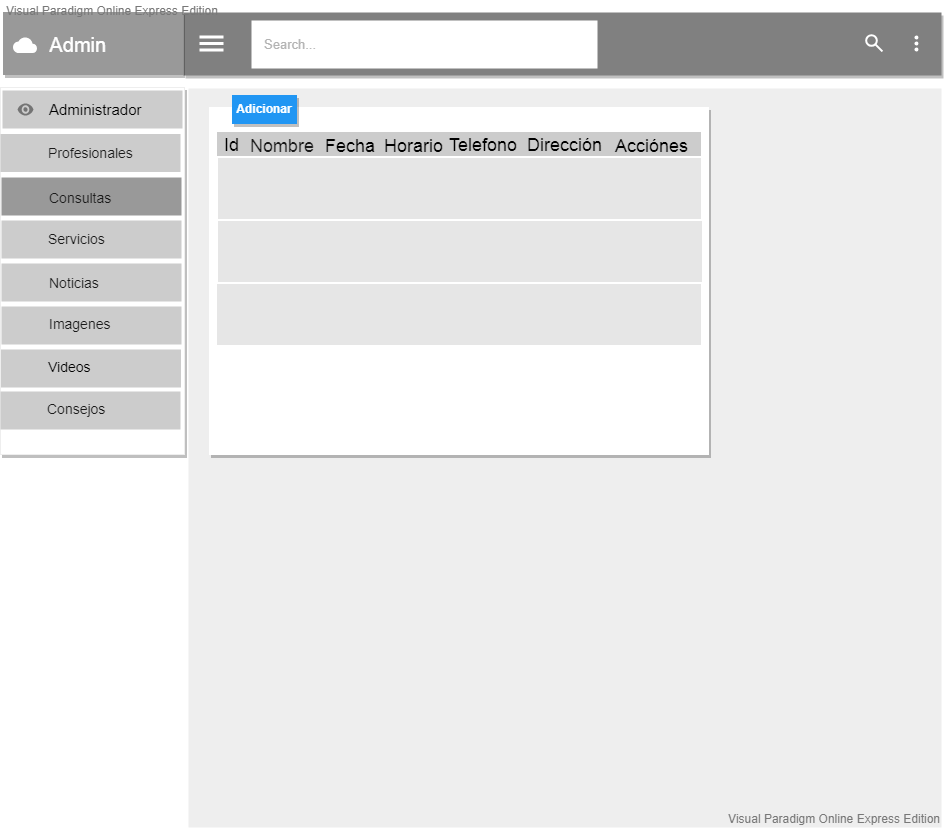 Visual Paradigm Online Express Edition
Admin
Search...
Administrador
Profesionales
Consultas
Servicios
Noticias
Imagenes
Videos
Consejos
Adicionar
Id Nombre Fecha Horario Telefono Dirección Acciónes
Visual Paradigm Online Express Edition